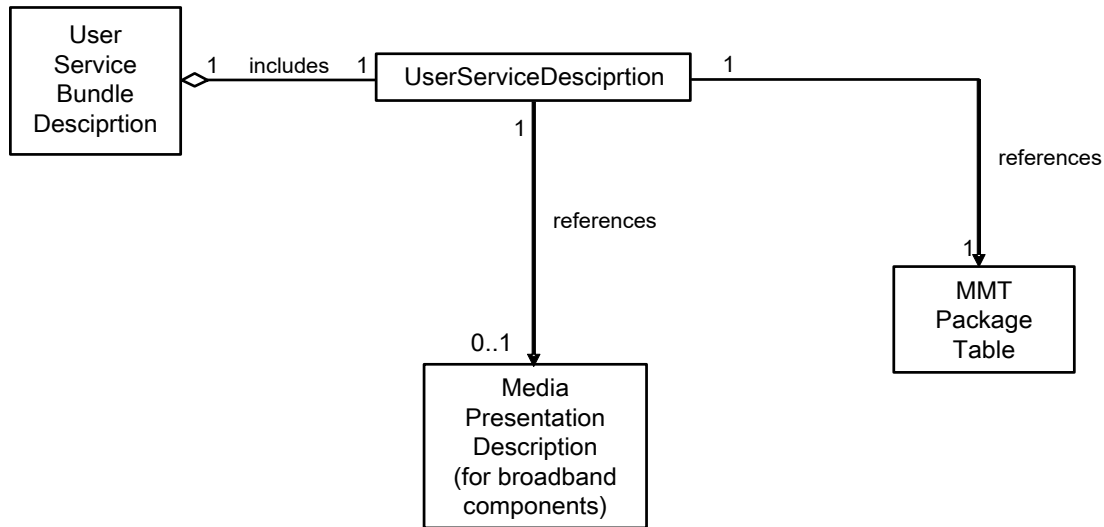 User
Service
Bundle
Desciprtion
1
includes
1
UserServiceDesciprtion
1
1
references
references
1
MMT
Package
Table
0..1
Media
Presentation
Description
(for broadband
components)